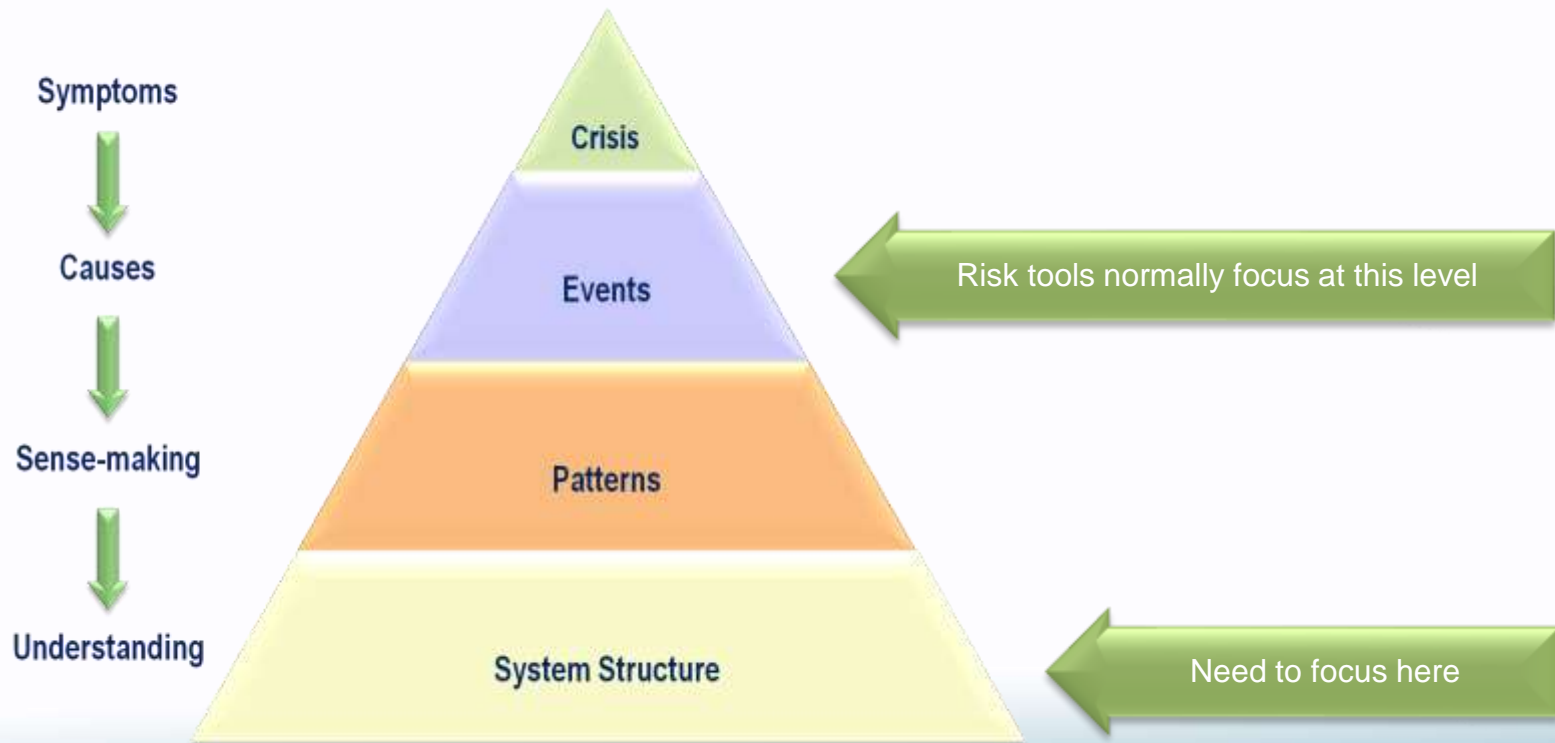 Symptoms
Crisis
Causes
Events
Risk tools normally focus at this level
Sense-making
Patterns
Understanding
System Structure
Need to focus here